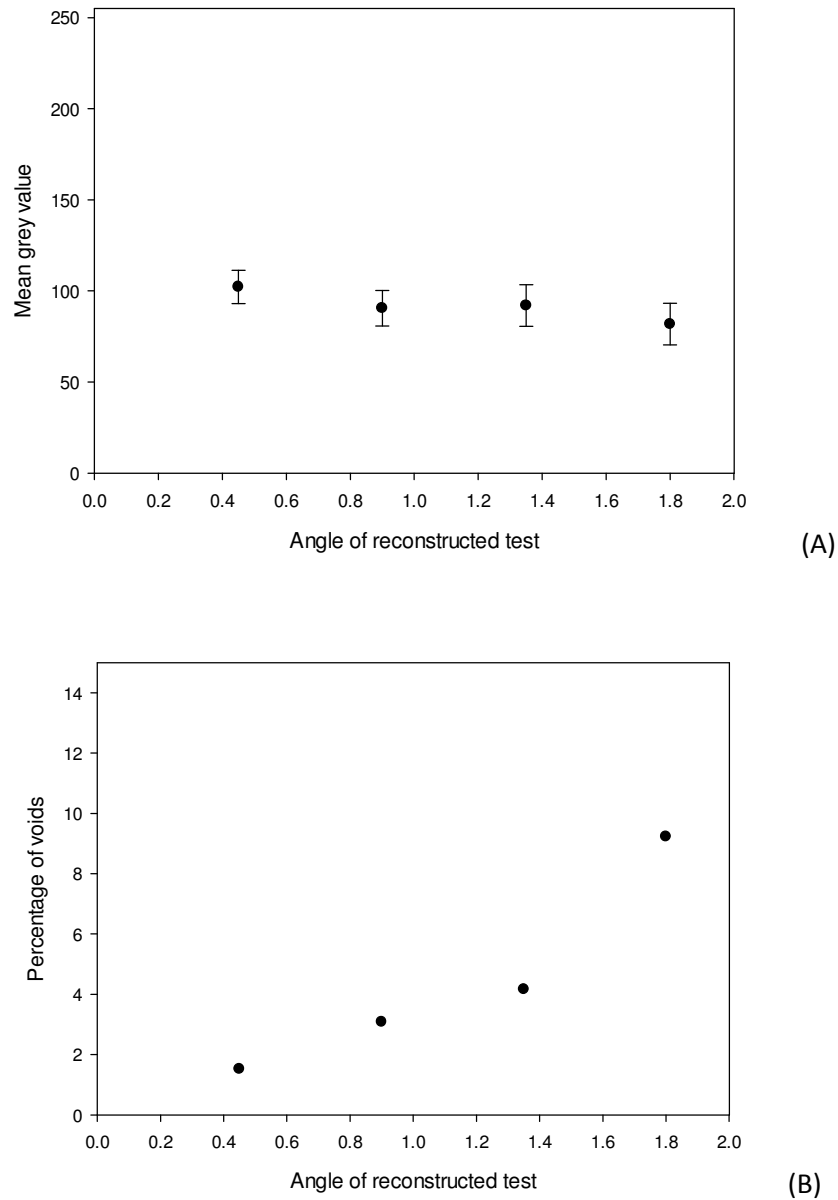 250
200
150
100
50
0
Mean grey value
0.0 0.2 0.4 0.6 0.8 1.0 1.2 1.4 1.6 1.8 2.0
Angle of reconstructed test
(A)
14
12
10
8
6
4
2
0
Percentage of voids
0.0 0.2 0.4 0.6 0.8 1.0 1.2 1.4 1.6 1.8 2.0
Angle of reconstructed test
(B)